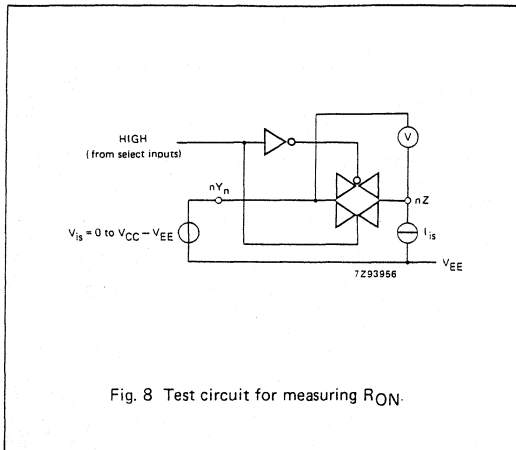 HIGH
(from select inputs)
V
nYn
nZ
Vis = 0 to VCC − VEE
Iis
7Z93956
VEE
Fig. 8 Test circuit for measuring RON.